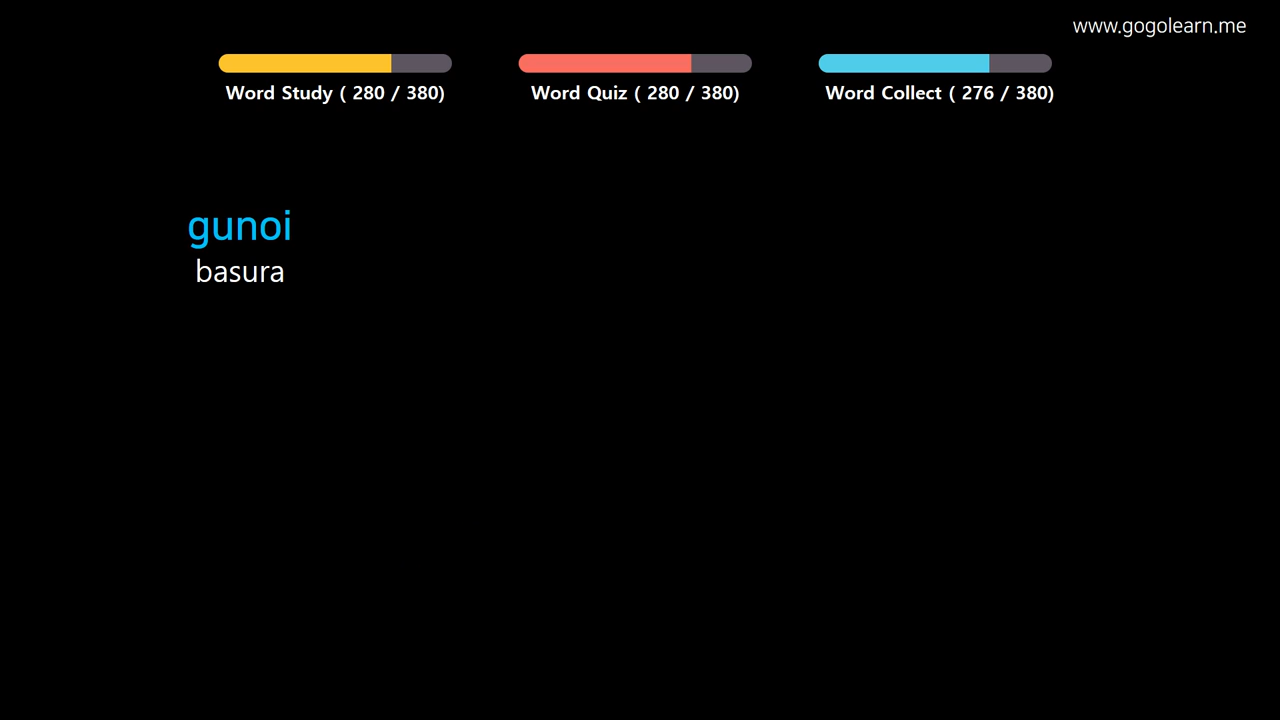 www.gogolearn.me
Word Study ( 280 / 380)
Word Quiz ( 280 / 380)
Word Collect ( 276 / 380)
gunoi
basura